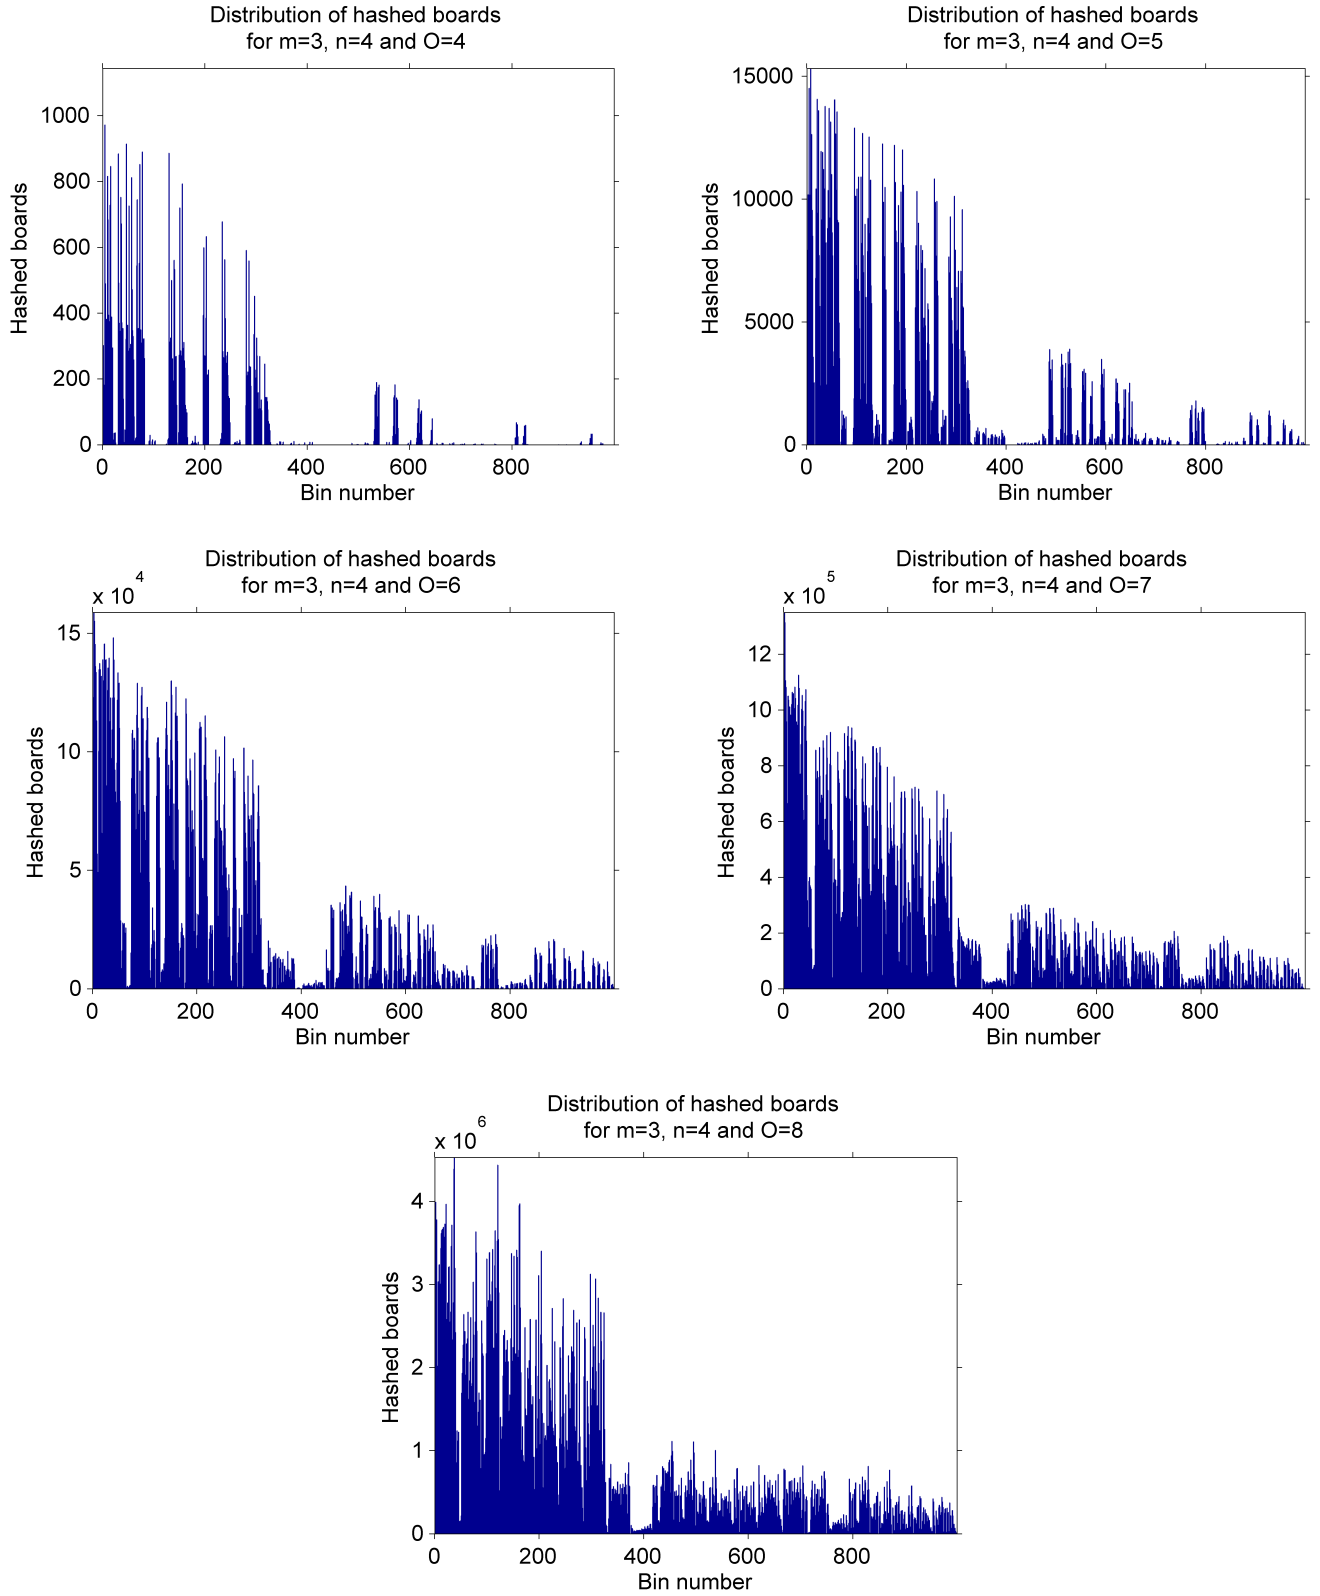 Distribution of hashed boards
for m=3, n=4 and O=4
1000
800
600
400
200
0
Hashed boards
0 200 400 600 800
Bin number
Distribution of hashed boards
for m=3, n=4 and O=5
15000
10000
5000
0
Hashed boards
0 200 400 600 800
Bin number
Distribution of hashed boards
for m=3, n=4 and O=6
x 10^4
15
10
5
0
Hashed boards
0 200 400 600 800
Bin number
Distribution of hashed boards
for m=3, n=4 and O=7
x 10^5
12
10
8
6
4
2
0
Hashed boards
0 200 400 600 800
Bin number
Distribution of hashed boards
for m=3, n=4 and O=8
x 10^6
4
3
2
1
0
Hashed boards
0 200 400 600 800
Bin number